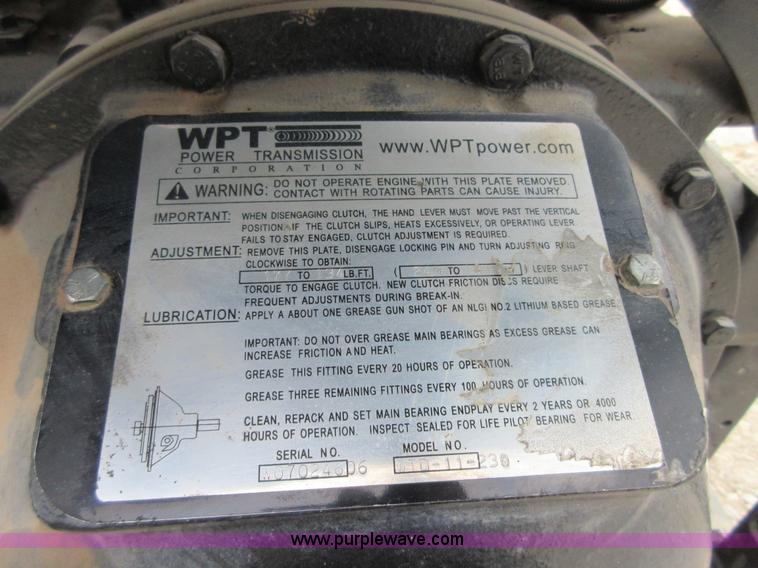 WPT®
POWER TRANSMISSION
CORPORATION
www.WPTpower.com
WARNING: DO NOT OPERATE ENGINE WITH THIS PLATE REMOVED.
CONTACT WITH ROTATING PARTS CAN CAUSE INJURY.
IMPORTANT: WHEN DISENGAGING CLUTCH, THE HAND LEVER MUST MOVE PAST THE VERTICAL
POSITION. IF THE CLUTCH SLIPS, HEATS EXCESSIVELY, OR OPERATING LEVER
FAILS TO STAY ENGAGED, CLUTCH ADJUSTMENT IS REQUIRED.
ADJUSTMENT: REMOVE THIS PLATE, DISENGAGE LOCKING PIN AND TURN ADJUSTING RING
CLOCKWISE TO OBTAIN:
TO LB.FT. ( TO ) LEVER SHAFT
TORQUE TO ENGAGE CLUTCH. NEW CLUTCH FRICTION DISCS REQUIRE
FREQUENT ADJUSTMENTS DURING BREAK-IN.
LUBRICATION: APPLY A ABOUT ONE GREASE GUN SHOT OF AN NLGI NO.2 LITHIUM BASED GREASE.
IMPORTANT: DO NOT OVER GREASE MAIN BEARINGS AS EXCESS GREASE CAN
INCREASE FRICTION AND HEAT.
GREASE THIS FITTING EVERY 20 HOURS OF OPERATION.
GREASE THREE REMAINING FITTINGS EVERY 100 HOURS OF OPERATION.
CLEAN, REPACK AND SET MAIN BEARING ENDPLAY EVERY 2 YEARS OR 4000
HOURS OF OPERATION. INSPECT SEALED FOR LIFE PILOT BEARING FOR WEAR.
SERIAL NO. MODEL NO.
www.purplewave.com